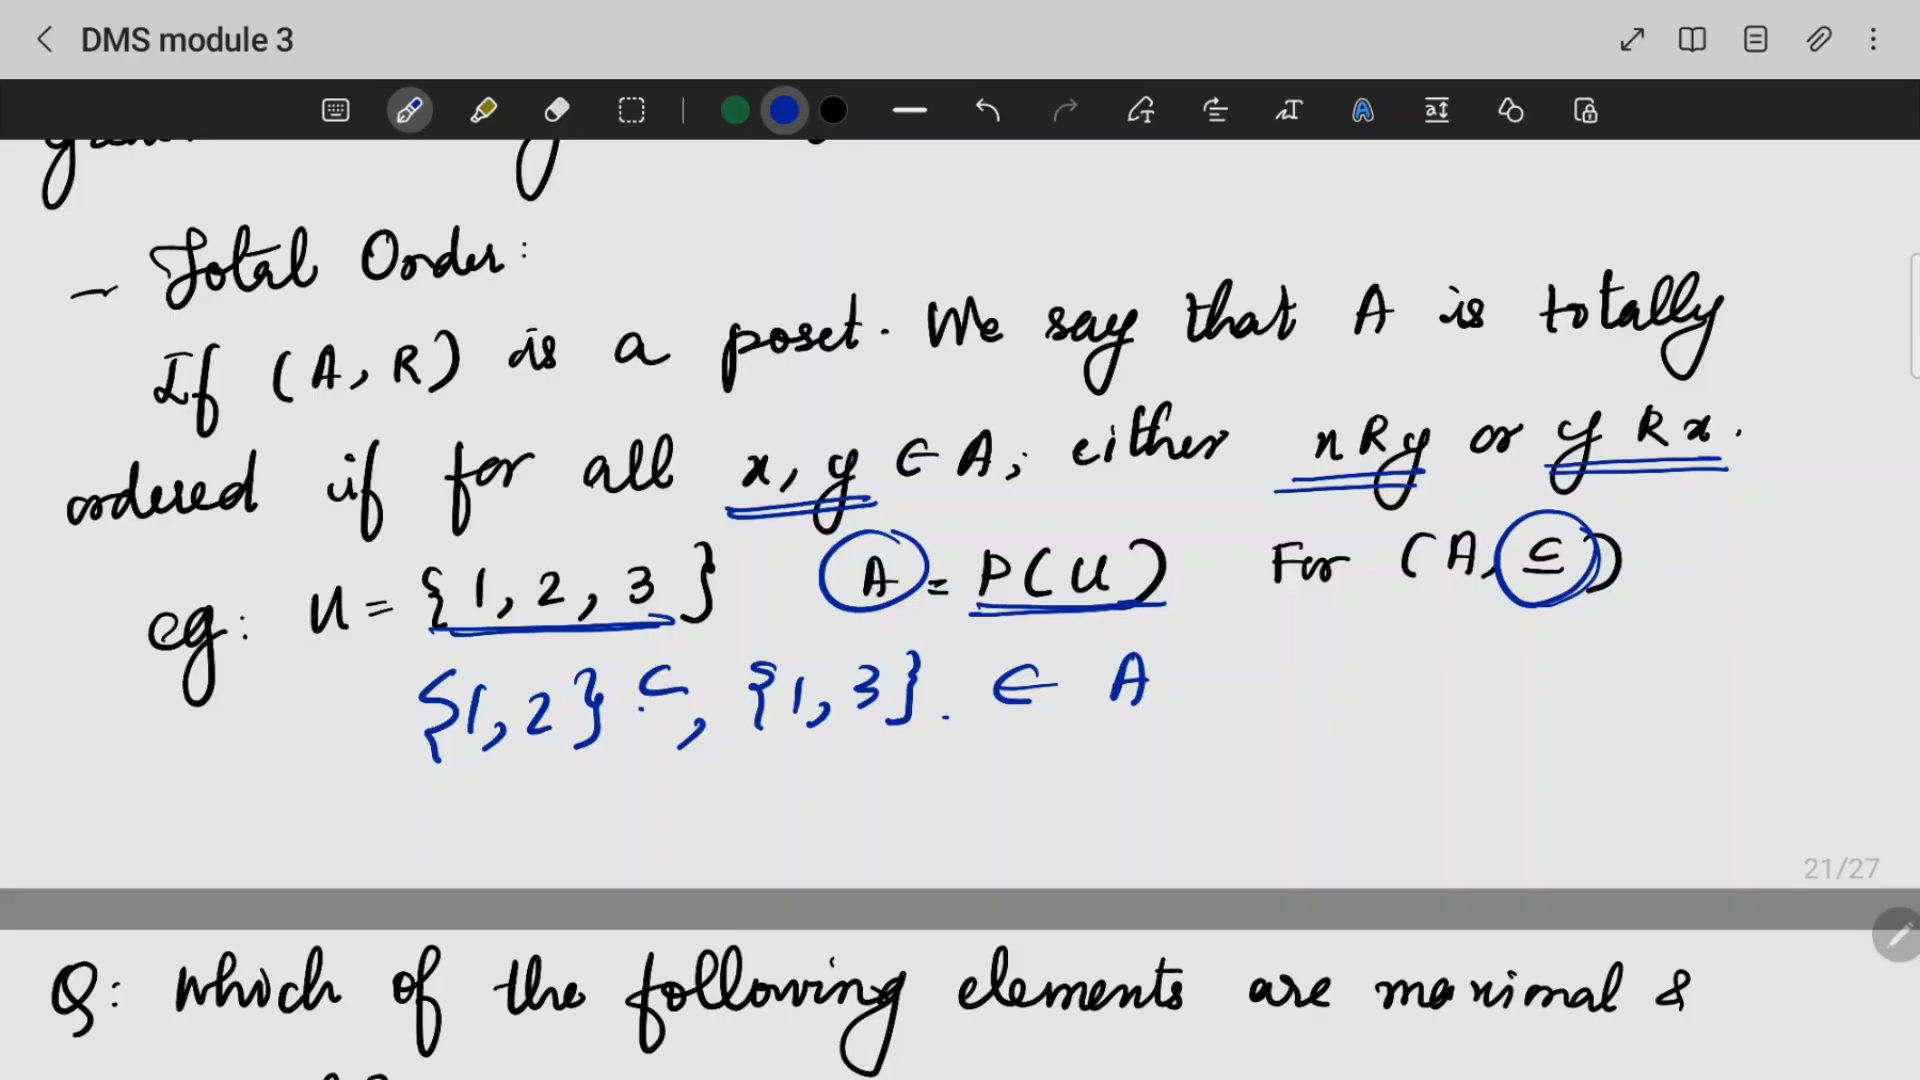 DMS module 3
- Total Order:
If (A, R) is a poset. We say that A is totally
ordered if for all x, y ∈ A, either xRy or yRx.
eg: U = {1, 2, 3} A = P(U) For (A, ⊆)
{1, 2} ⊂, {1, 3}. ∈ A
21/27
Q: which of the following elements are maximal &